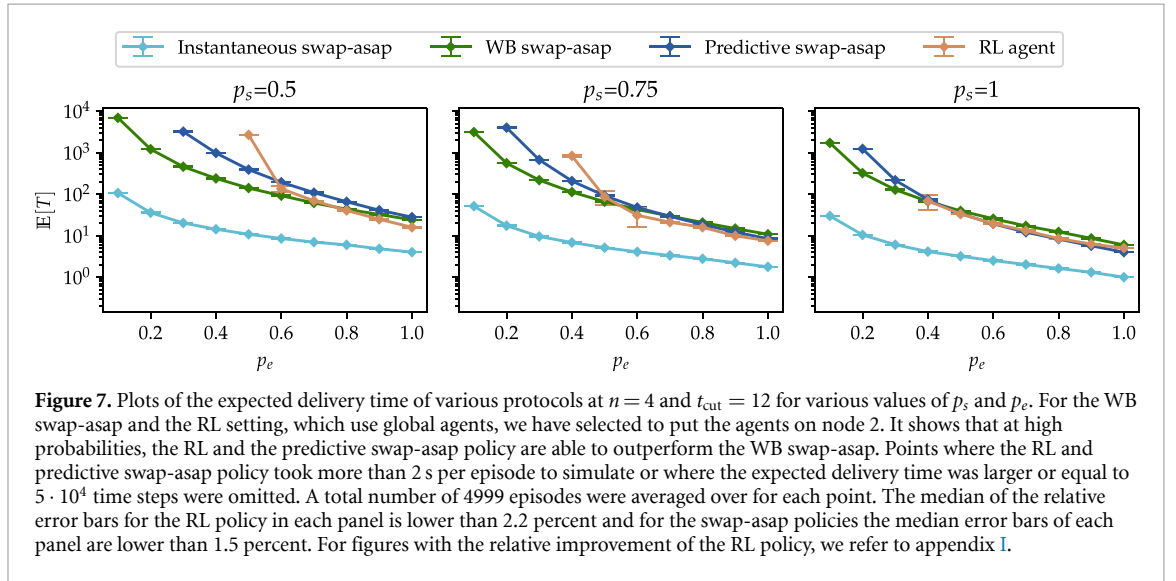 Instantaneous swap-asap WB swap-asap Predictive swap-asap RL agent
p_s=0.5 p_s=0.75 p_s=1
10^4
10^3
10^2
10^1
10^0
𝔼[T]
0.2 0.4 0.6 0.8 1.0 0.2 0.4 0.6 0.8 1.0 0.2 0.4 0.6 0.8 1.0
p_e p_e p_e
Figure 7. Plots of the expected delivery time of various protocols at n = 4 and t_cut = 12 for various values of p_s and p_e. For the WB
swap-asap and the RL setting, which use global agents, we have selected to put the agents on node 2. It shows that at high
probabilities, the RL and the predictive swap-asap policy are able to outperform the WB swap-asap. Points where the RL and
predictive swap-asap policy took more than 2 s per episode to simulate or where the expected delivery time was larger or equal to
5 · 10^4 time steps were omitted. A total number of 4999 episodes were averaged over for each point. The median of the relative
error bars for the RL policy in each panel is lower than 2.2 percent and for the swap-asap policies the median error bars of each
panel are lower than 1.5 percent. For figures with the relative improvement of the RL policy, we refer to appendix I.